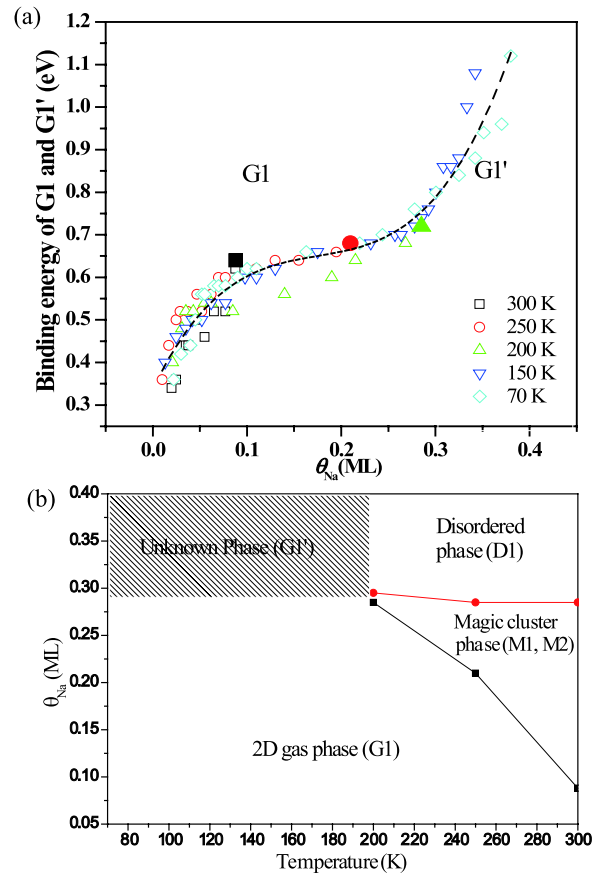 (a)
Binding energy of G1 and G1' (eV)
1.2
1.1
1.0
0.9
0.8
0.7
0.6
0.5
0.4
0.3
G1
G1'
300 K
250 K
200 K
150 K
70 K
0.0 0.1 0.2 0.3 0.4
θNa(ML)
(b)
θNa (ML)
0.40
0.35
0.30
0.25
0.20
0.15
0.10
0.05
Unknown Phase (G1')
Disordered
phase (D1)
Magic cluster
phase (M1, M2)
2D gas phase (G1)
80 100 120 140 160 180 200 250 300
Temperature (K)